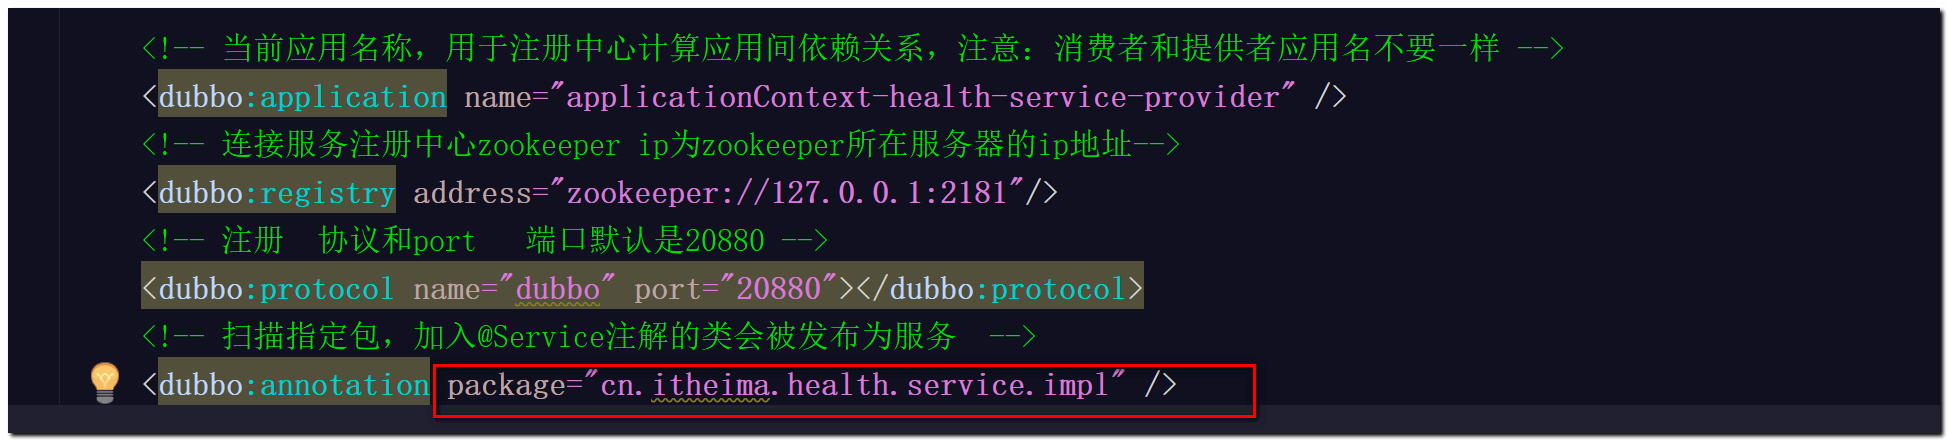 <!-- 当前应用名称，用于注册中心计算应用间依赖关系，注意：消费者和提供者应用名不要一样 -->
<dubbo:application name="applicationContext-health-service-provider" />
<!-- 连接服务注册中心zookeeper ip为zookeeper所在服务器的ip地址-->
<dubbo:registry address="zookeeper://127.0.0.1:2181"/>
<!-- 注册  协议和port   端口默认是20880 -->
<dubbo:protocol name="dubbo" port="20880"></dubbo:protocol>
<!-- 扫描指定包，加入@Service注解的类会被发布为服务  -->
<dubbo:annotation package="cn.itheima.health.service.impl" />